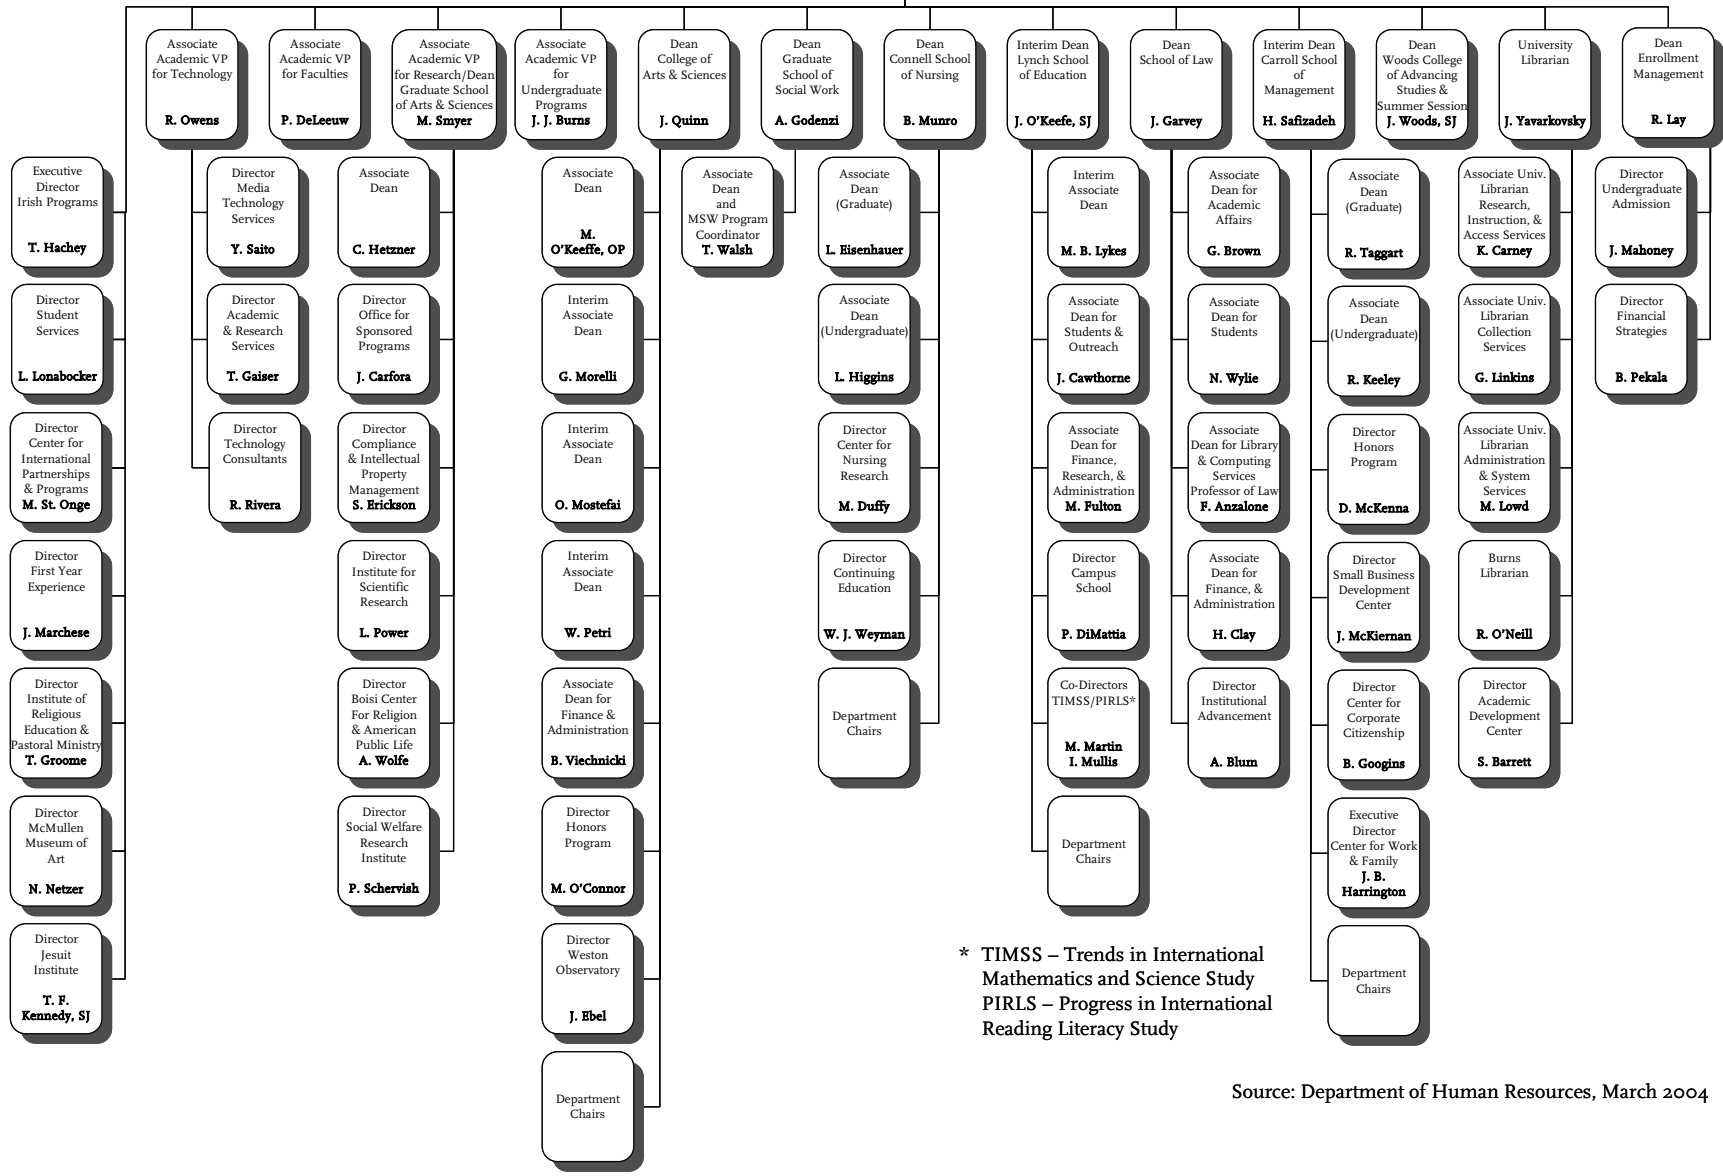 Associate
Academic VP
for Technology
R. Owens
Associate
Academic VP
for Faculties
P. DeLeeuw
Associate
Academic VP
for Research/Dean
Graduate School
of Arts & Sciences
M. Smyer
Associate
Academic VP
for
Undergraduate
Programs
J. J. Burns
Dean
College of
Arts & Sciences
J. Quinn
Dean
Graduate
School of
Social Work
A. Godenzi
Dean
Connell School
of Nursing
B. Munro
Interim Dean
Lynch School
of Education
J. O'Keefe, SJ
Dean
School of Law
J. Garvey
Interim Dean
Carroll School
of
Management
H. Safizadeh
Dean
Woods College
of Advancing
Studies &
Summer Session
J. Woods, SJ
University
Librarian
J. Yavarkovsky
Dean
Enrollment
Management
R. Lay
Executive
Director
Irish Programs
T. Hachey
Director
Student
Services
L. Lonabocker
Director
Center for
International
Partnerships
& Programs
M. St. Onge
Director
First Year
Experience
J. Marchese
Director
Institute of
Religious
Education &
Pastoral Ministry
T. Groome
Director
McMullen
Museum of
Art
N. Netzer
Director
Jesuit
Institute
T. F.
Kennedy, SJ
Director
Media
Technology
Services
Y. Saito
Director
Academic
& Research
Services
T. Gaiser
Director
Technology
Consultants
R. Rivera
Associate
Dean
C. Hetzner
Director
Office for
Sponsored
Programs
J. Carfora
Director
Compliance
& Intellectual
Property
Management
S. Erickson
Director
Institute for
Scientific
Research
L. Power
Director
Boisi Center
For Religion
& American
Public Life
A. Wolfe
Director
Social Welfare
Research
Institute
P. Schervish
Associate
Dean
M.
O'Keeffe, OP
Interim
Associate
Dean
G. Morelli
Interim
Associate
Dean
O. Mostefai
Interim
Associate
Dean
W. Petri
Associate
Dean for
Finance &
Administration
B. Viechnicki
Director
Honors
Program
M. O'Connor
Director
Weston
Observatory
J. Ebel
Department
Chairs
Associate
Dean
and
MSW Program
Coordinator
T. Walsh
Associate
Dean
(Graduate)
L. Eisenhauer
Associate
Dean
(Undergraduate)
L. Higgins
Director
Center for
Nursing
Research
M. Duffy
Director
Continuing
Education
W. J. Weyman
Department
Chairs
Interim
Associate
Dean
M. B. Lykes
Associate
Dean for
Students &
Outreach
J. Cawthorne
Associate
Dean for
Finance,
Research, &
Administration
M. Fulton
Director
Campus
School
P. DiMattia
Co-Directors
TIMSS/PIRLS*
M. Martin
I. Mullis
Department
Chairs
Associate
Dean for
Academic
Affairs
G. Brown
Associate
Dean for
Students
N. Wylie
Associate
Dean for Library
& Computing
Services
Professor of Law
F. Anzalone
Associate
Dean for
Finance, &
Administration
H. Clay
Director
Institutional
Advancement
A. Blum
Associate
Dean
(Graduate)
R. Taggart
Associate
Dean
(Undergraduate)
R. Keeley
Director
Honors
Program
D. McKenna
Director
Small Business
Development
Center
J. McKiernan
Director
Center for
Corporate
Citizenship
B. Googins
Executive
Director
Center for Work
& Family
J. B.
Harrington
Department
Chairs
Associate Univ.
Librarian
Research,
Instruction, &
Access Services
K. Carney
Associate Univ.
Librarian
Collection
Services
G. Linkins
Associate Univ.
Librarian
Administration
& System
Services
M. Lowd
Burns
Librarian
R. O'Neill
Director
Academic
Development
Center
S. Barrett
Director
Undergraduate
Admission
J. Mahoney
Director
Financial
Strategies
B. Pekala
* TIMSS – Trends in International
Mathematics and Science Study
PIRLS – Progress in International
Reading Literacy Study
Source: Department of Human Resources, March 2004